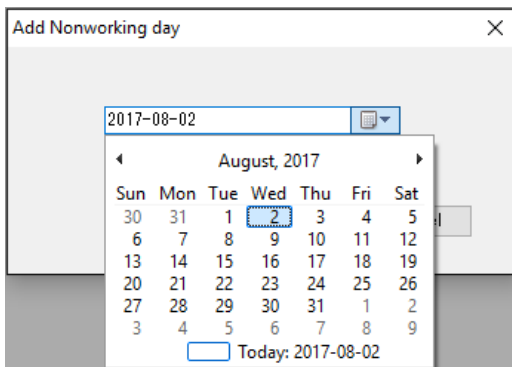 Add Nonworking day
2017-08-02
August, 2017
Sun Mon Tue Wed Thu Fri Sat
30 31 1 2 3 4 5
6 7 8 9 10 11 12
13 14 15 16 17 18 19
20 21 22 23 24 25 26
27 28 29 30 31 1 2
3 4 5 6 7 8 9
Today: 2017-08-02